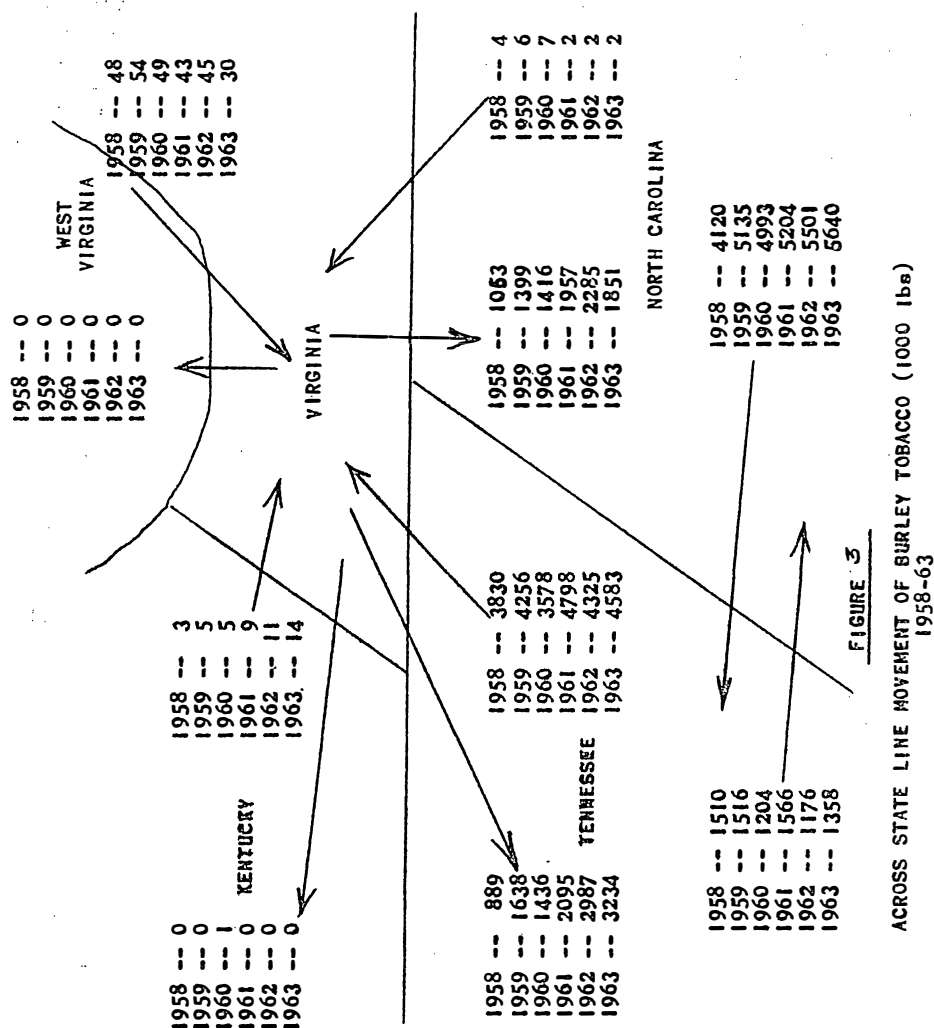 1958 -- 0
1959 -- 0
1960 -- 0
1961 -- 0
1962 -- 0
1963 -- 0
WEST
VIRGINIA
1958 -- 48
1959 -- 54
1960 -- 49
1961 -- 43
1962 -- 45
1963 -- 30
1958 -- 0
1959 -- 0
1960 -- 1
1961 -- 0
1962 -- 0
1963 -- 0
KENTUCKY
1958 -- 3
1959 -- 5
1960 -- 5
1961 -- 9
1962 -- 11
1963 -- 14
VIRGINIA
1958 -- 889
1959 -- 1638
1960 -- 1436
1961 -- 2095
1962 -- 2987
1963 -- 3234
TENNESSEE
1958 -- 3830
1959 -- 4256
1960 -- 3578
1961 -- 4798
1962 -- 4325
1963 -- 4583
1958 -- 1063
1959 -- 1399
1960 -- 1416
1961 -- 1957
1962 -- 2285
1963 -- 1851
1958 -- 4
1959 -- 6
1960 -- 7
1961 -- 2
1962 -- 2
1963 -- 2
NORTH CAROLINA
1958 -- 1510
1959 -- 1516
1960 -- 1204
1961 -- 1566
1962 -- 1176
1963 -- 1358
1958 -- 4120
1959 -- 5135
1960 -- 4993
1961 -- 5204
1962 -- 5501
1963 -- 5640
FIGURE 3
ACROSS STATE LINE MOVEMENT OF BURLEY TOBACCO (1000 lbs)
1958-63